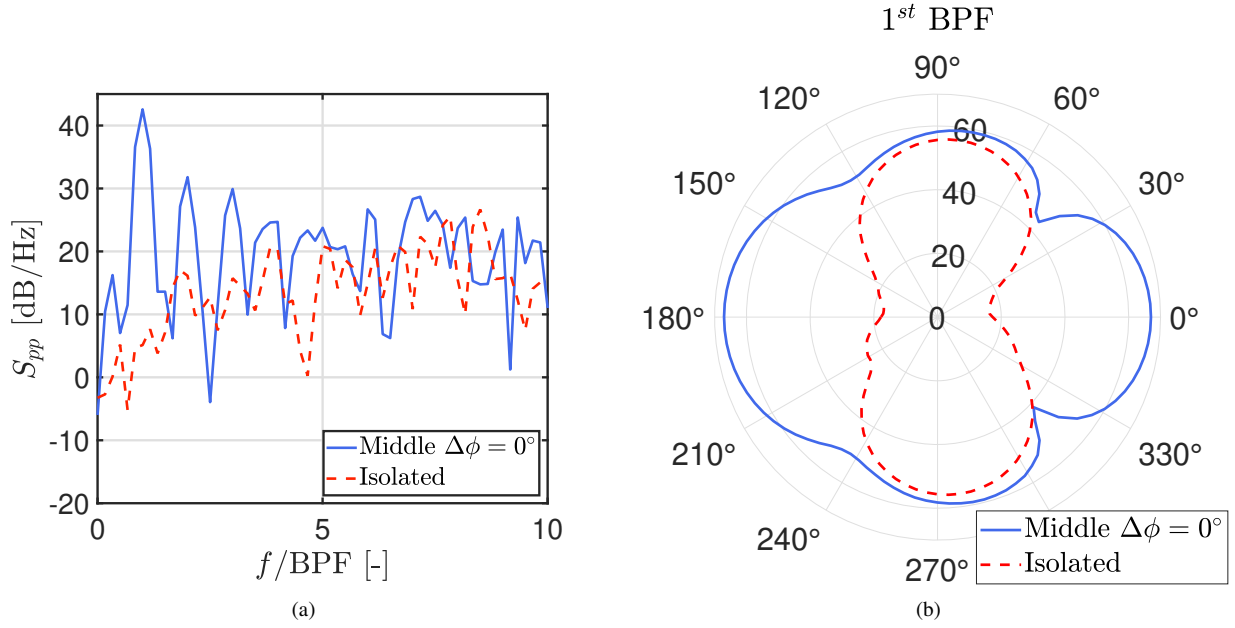 1st BPF
40
30
20
10
0
-10
-20
0
5
10
S_pp [dB/Hz]
f/BPF [-]
Middle Δϕ = 0°
Isolated
(a)
90°
120°
60°
150°
30°
180°
0°
210°
330°
240°
270°
60
40
20
0
Middle Δϕ = 0°
Isolated
(b)